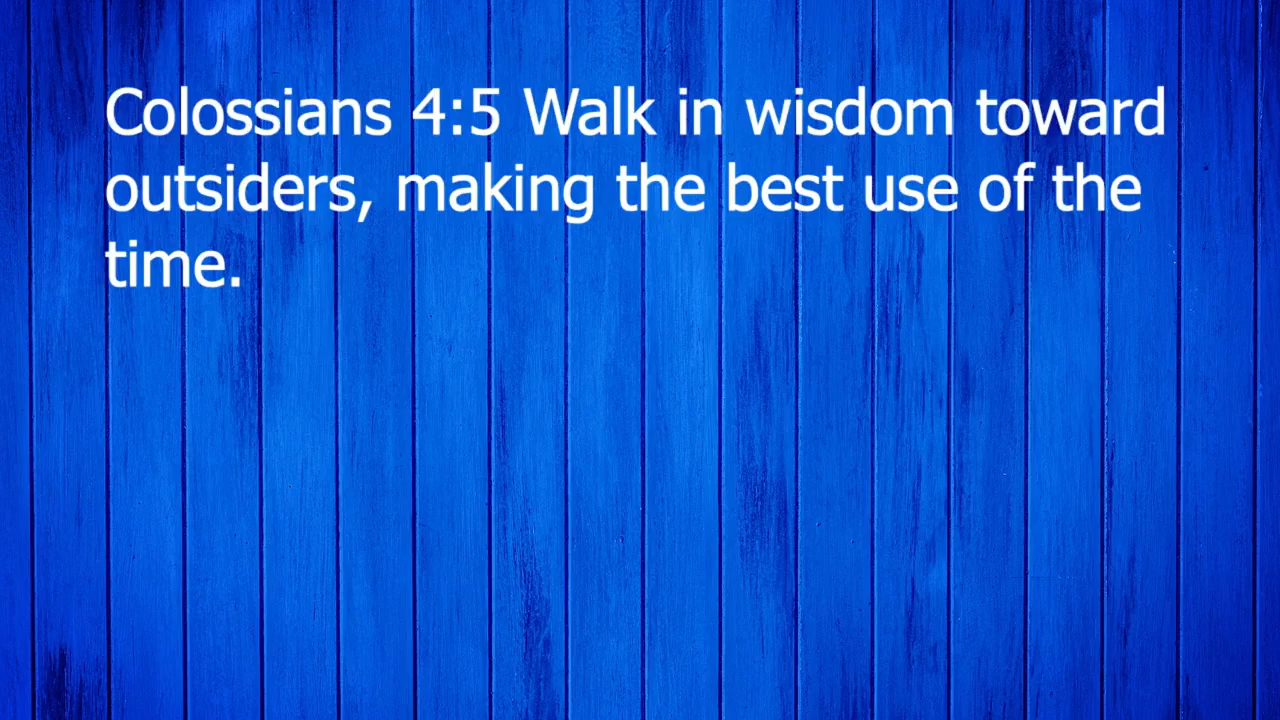 Colossians 4:5 Walk in wisdom toward
outsiders, making the best use of the
time.